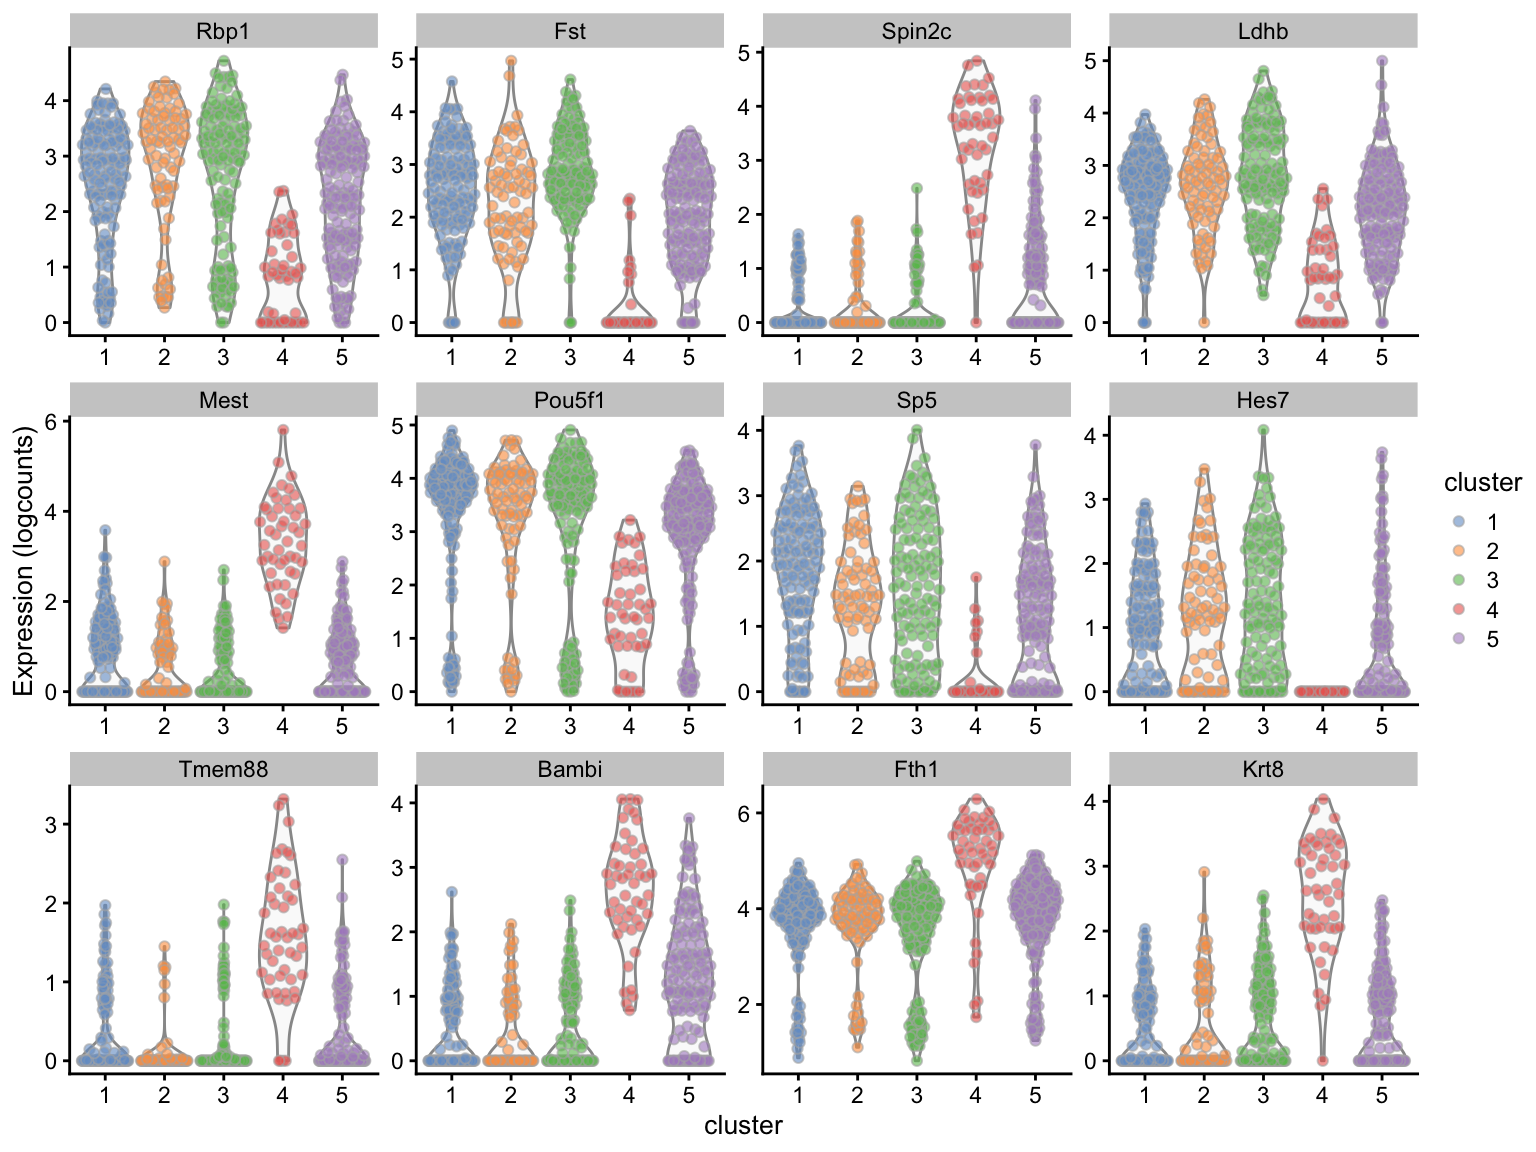 Rbp1 Fst Spin2c Ldhb
4 3 2 1 0
5 4 3 2 1 0
5 4 3 2 1 0
5 4 3 2 1 0
1 2 3 4 5 1 2 3 4 5 1 2 3 4 5 1 2 3 4 5
Mest Pou5f1 Sp5 Hes7
6 4 2 0
5 4 3 2 1 0
4 3 2 1 0
4 3 2 1 0
1 2 3 4 5 1 2 3 4 5 1 2 3 4 5 1 2 3 4 5
Expression (logcounts)
Tmem88 Bambi Fth1 Krt8
3 2 1 0
4 3 2 1 0
6 4 2
4 3 2 1 0
1 2 3 4 5 1 2 3 4 5 1 2 3 4 5 1 2 3 4 5
cluster
cluster
1
2
3
4
5